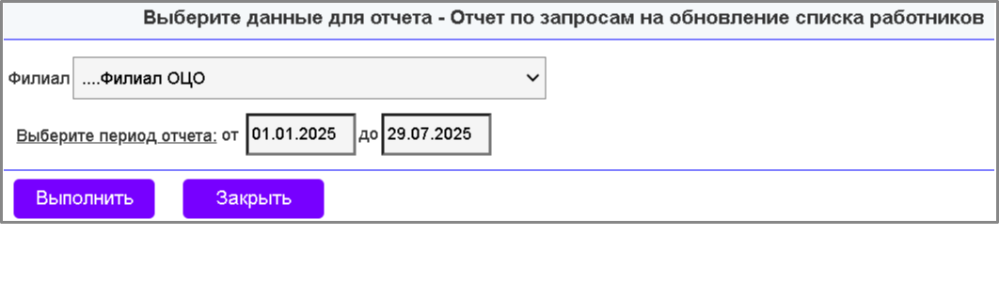 Выберите данные для отчета - Отчет по запросам на обновление списка работников
Филиал ....Филиал ОЦО
Выберите период отчета: от 01.01.2025 до 29.07.2025
Выполнить Закрыть